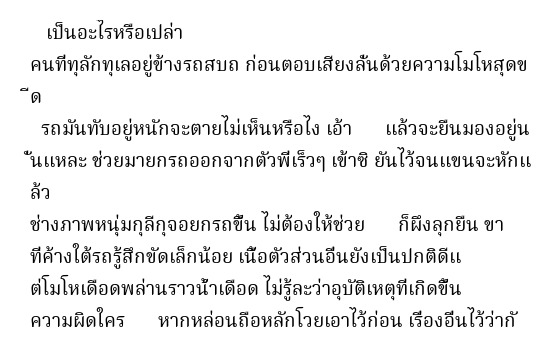 เป็นอะไรหรือเปล่า
คนที่ทุลักทุเลอยู่ข้างรถสบถ ก่อนตอบเสียงลั่นด้วยความโมโหสุดข
ีด
รถมันทับอยู่หนักจะตายไม่เห็นหรือไง เอ้า แล้วจะยืนมองอยู่น
ั่นแหละ ช่วยมายกรถออกจากตัวพี่เร็วๆ เข้าซิ ยันไว้จนแขนจะหักแ
ล้ว
ช่างภาพหนุ่มกุลีกุจอยกรถขึ้น ไม่ต้องให้ช่วย ก็ผึงลุกยืน ขา
ที่ค้างใต้รถรู้สึกขัดเล็กน้อย เนื้อตัวส่วนอื่นยังเป็นปกติดีแ
ต่โมโหเดือดพล่านราวน้ำเดือด ไม่รู้ละว่าอุบัติเหตุที่เกิดขึ้น
ความผิดใคร หากหล่อนถือหลักโวยเอาไว้ก่อน เรื่องอื่นไว้ว่ากั